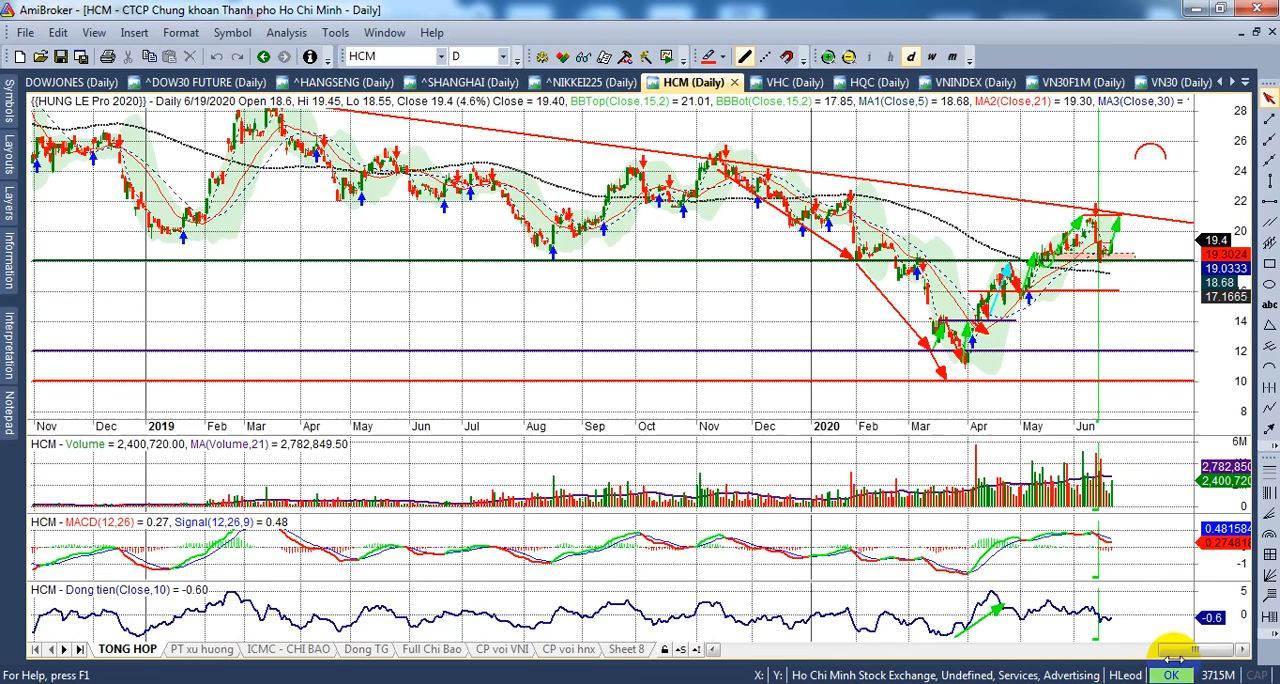 AmiBroker - [HCM - CTCP Chung khoan Thanh pho Ho Chi Minh - Daily]
File Edit View Insert Format Symbol Analysis Tools Window Help
HCM D i h d w m
DOWJONES (Daily) ^DOW30 FUTURE (Daily) ^HANGSENG (Daily) ^SHANGHAI (Daily) ^NIKKEI225 (Daily) HCM (Daily) VHC (Daily) HQC (Daily) VNINDEX (Daily) VN30F1M (Daily) VN30 (Daily)
{{HUNG LE Pro 2020}} - Daily 6/19/2020 Open 18.6, Hi 19.45, Lo 18.55, Close 19.4 (4.6%) Close = 19.40, BBTop(Close,15,2) = 21.01, BBBot(Close,15,2) = 17.85, MA1(Close,5) = 18.68, MA2(Close,21) = 19.30, MA3(Close,30) =
Symbols
Layouts
Layers
Information
Interpretation
Notepad
28
26
24
22
20
18
14
12
10
8
19.4
19.3024
19.0333
18.68
17.1665
abc
Nov Dec 2019 Feb Mar Apr May Jun Jul Aug Sep Oct Nov Dec 2020 Feb Mar Apr May Jun
HCM - Volume = 2,400,720.00, MA(Volume,21) = 2,782,849.50
6M
2,782,850
2,400,720
0
HCM - MACD(12,26) = 0.27, Signal(12,26,9) = 0.48
0.481584
0.274818
-1
HCM - Dong tien(Close,10) = -0.60
5
0
-0.6
TONG HOP PT xu huong ICMC - CHI BAO Dong TG Full Chi Bao CP voi VNI CP voi hnx Sheet 8
For Help, press F1 X: Y: Ho Chi Minh Stock Exchange, Undefined, Services, Advertising HLeod OK 3715M CAP